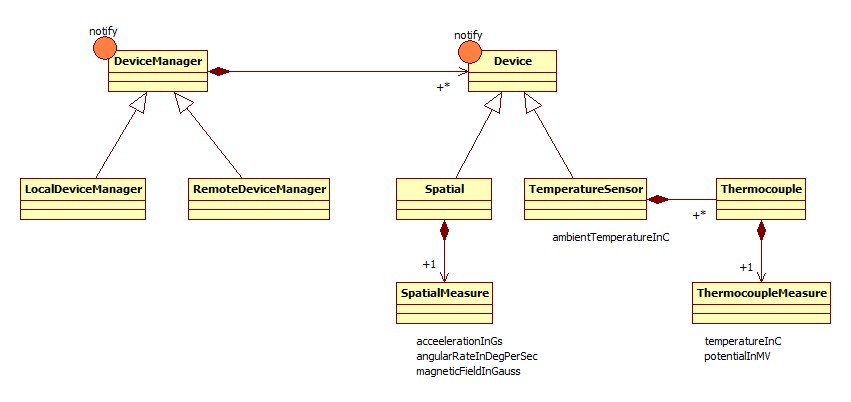 notify
notify
DeviceManager
Device
+*
LocalDeviceManager
RemoteDeviceManager
Spatial
TemperatureSensor
Thermocouple
+*
ambientTemperatureInC
+1
+1
SpatialMeasure
ThermocoupleMeasure
acceelerationInGs
temperatureInC
angularRateInDegPerSec
potentialInMV
magneticFieldInGauss